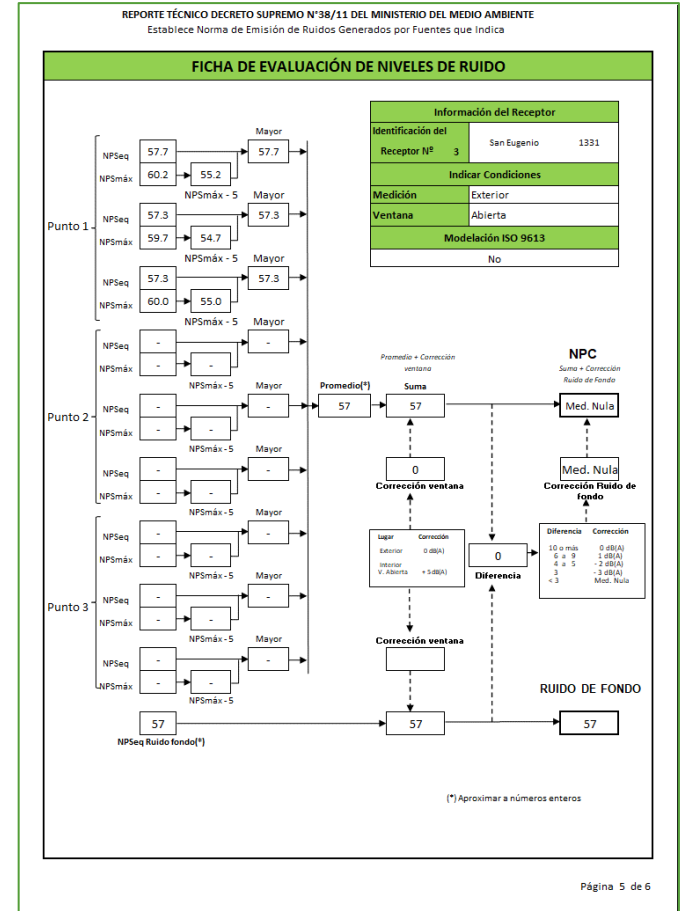 REPORTE TÉCNICO DECRETO SUPREMO N°38/11 DEL MINISTERIO DEL MEDIO AMBIENTE
Establece Norma de Emisión de Ruidos Generados por Fuentes que Indica
FICHA DE EVALUACIÓN DE NIVELES DE RUIDO
Información del Receptor
Identificación del Receptor Nº 3
San Eugenio 1331
Indicar Condiciones
Medición Exterior
Ventana Abierta
Modelación ISO 9613
No
Punto 1
Mayor
NPSeq 57.7 57.7
NPSmáx 60.2 55.2
NPSmáx - 5 Mayor
NPSeq 57.3 57.3
NPSmáx 59.7 54.7
NPSmáx - 5 Mayor
NPSeq 57.3 57.3
NPSmáx 60.0 55.0
NPSmáx - 5 Mayor
Punto 2
NPSeq - -
NPSmáx - -
NPSmáx - 5 Mayor
NPSeq - -
NPSmáx - -
NPSmáx - 5 Mayor
NPSeq - -
NPSmáx - -
NPSmáx - 5 Mayor
Punto 3
NPSeq - -
NPSmáx - -
NPSmáx - 5 Mayor
NPSeq - -
NPSmáx - -
NPSmáx - 5 Mayor
NPSeq - -
NPSmáx - -
NPSmáx - 5
Promedio(*)
57
Promedio + Corrección
ventana
Suma
57
NPC
Suma + Corrección
Ruido de Fondo
Med. Nula
0
Corrección ventana
Med. Nula
Corrección Ruido de
fondo
Lugar Corrección
Exterior 0 dB(A)
Interior
V. Abierta + 5dB(A)
0
Diferencia
Diferencia Corrección
10 o más 0 dB(A)
6 a 9 1 dB(A)
4 a 5 - 2 dB(A)
3 - 3 dB(A)
< 3 Med. Nula
Corrección ventana
RUIDO DE FONDO
57
NPSeq Ruido fondo(*)
57
57
(*) Aproximar a números enteros
Página 5 de 6